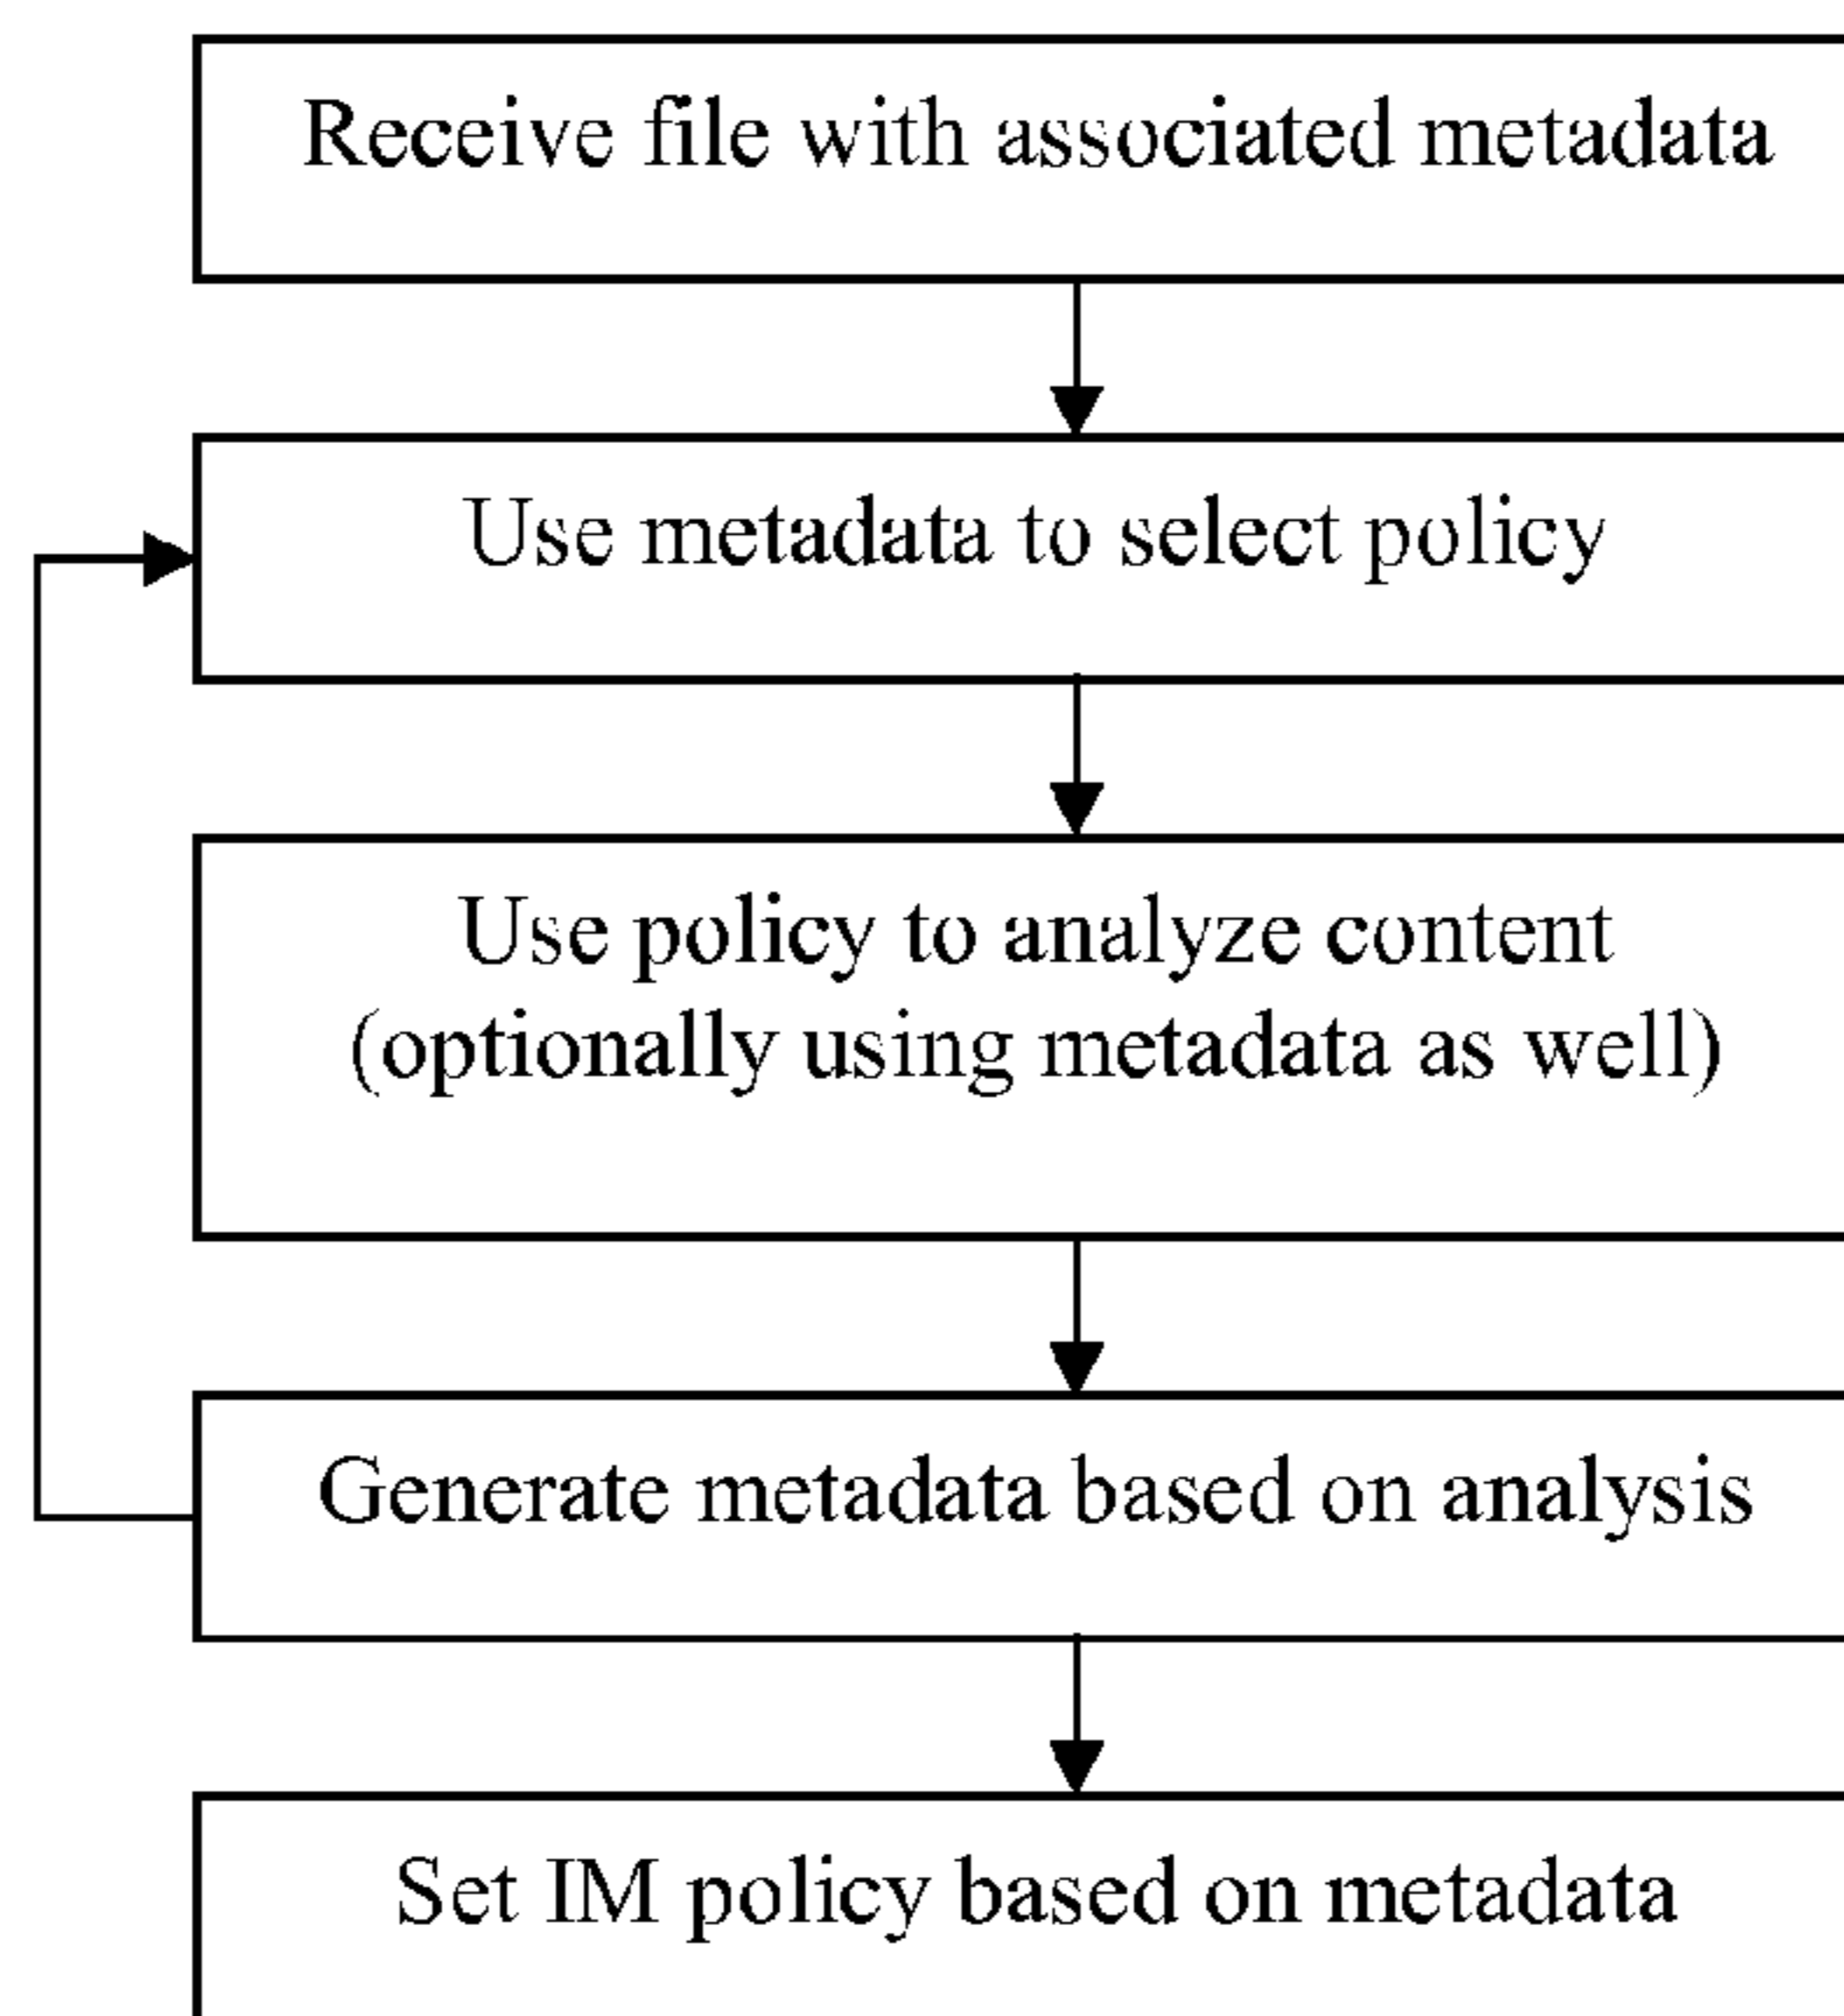 Receive file with associated metadata
Use metadata to select policy
Use policy to analyze content
(optionally using metadata as well)
Generate metadata based on analysis
Set IM policy based on metadata